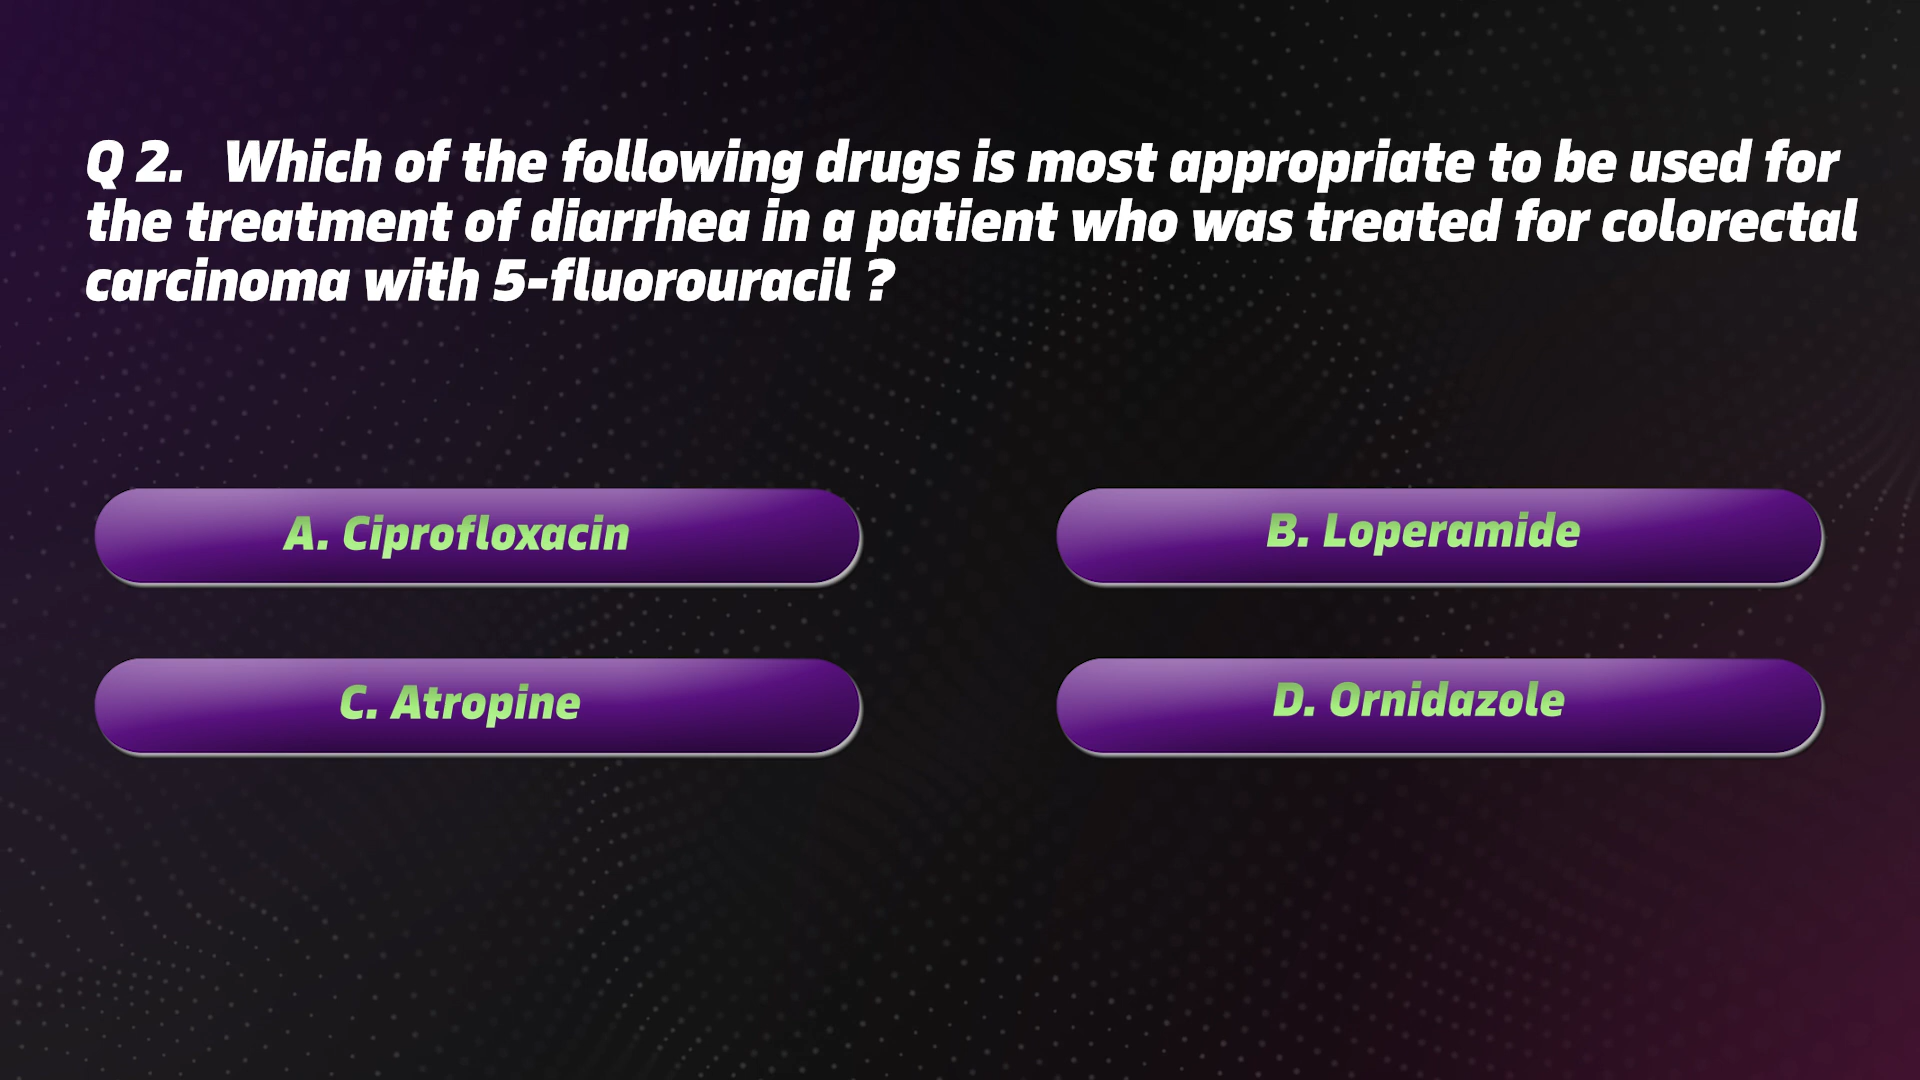 Q 2. Which of the following drugs is most appropriate to be used for
the treatment of diarrhea in a patient who was treated for colorectal
carcinoma with 5-fluorouracil ?
A. Ciprofloxacin
B. Loperamide
C. Atropine
D. Ornidazole